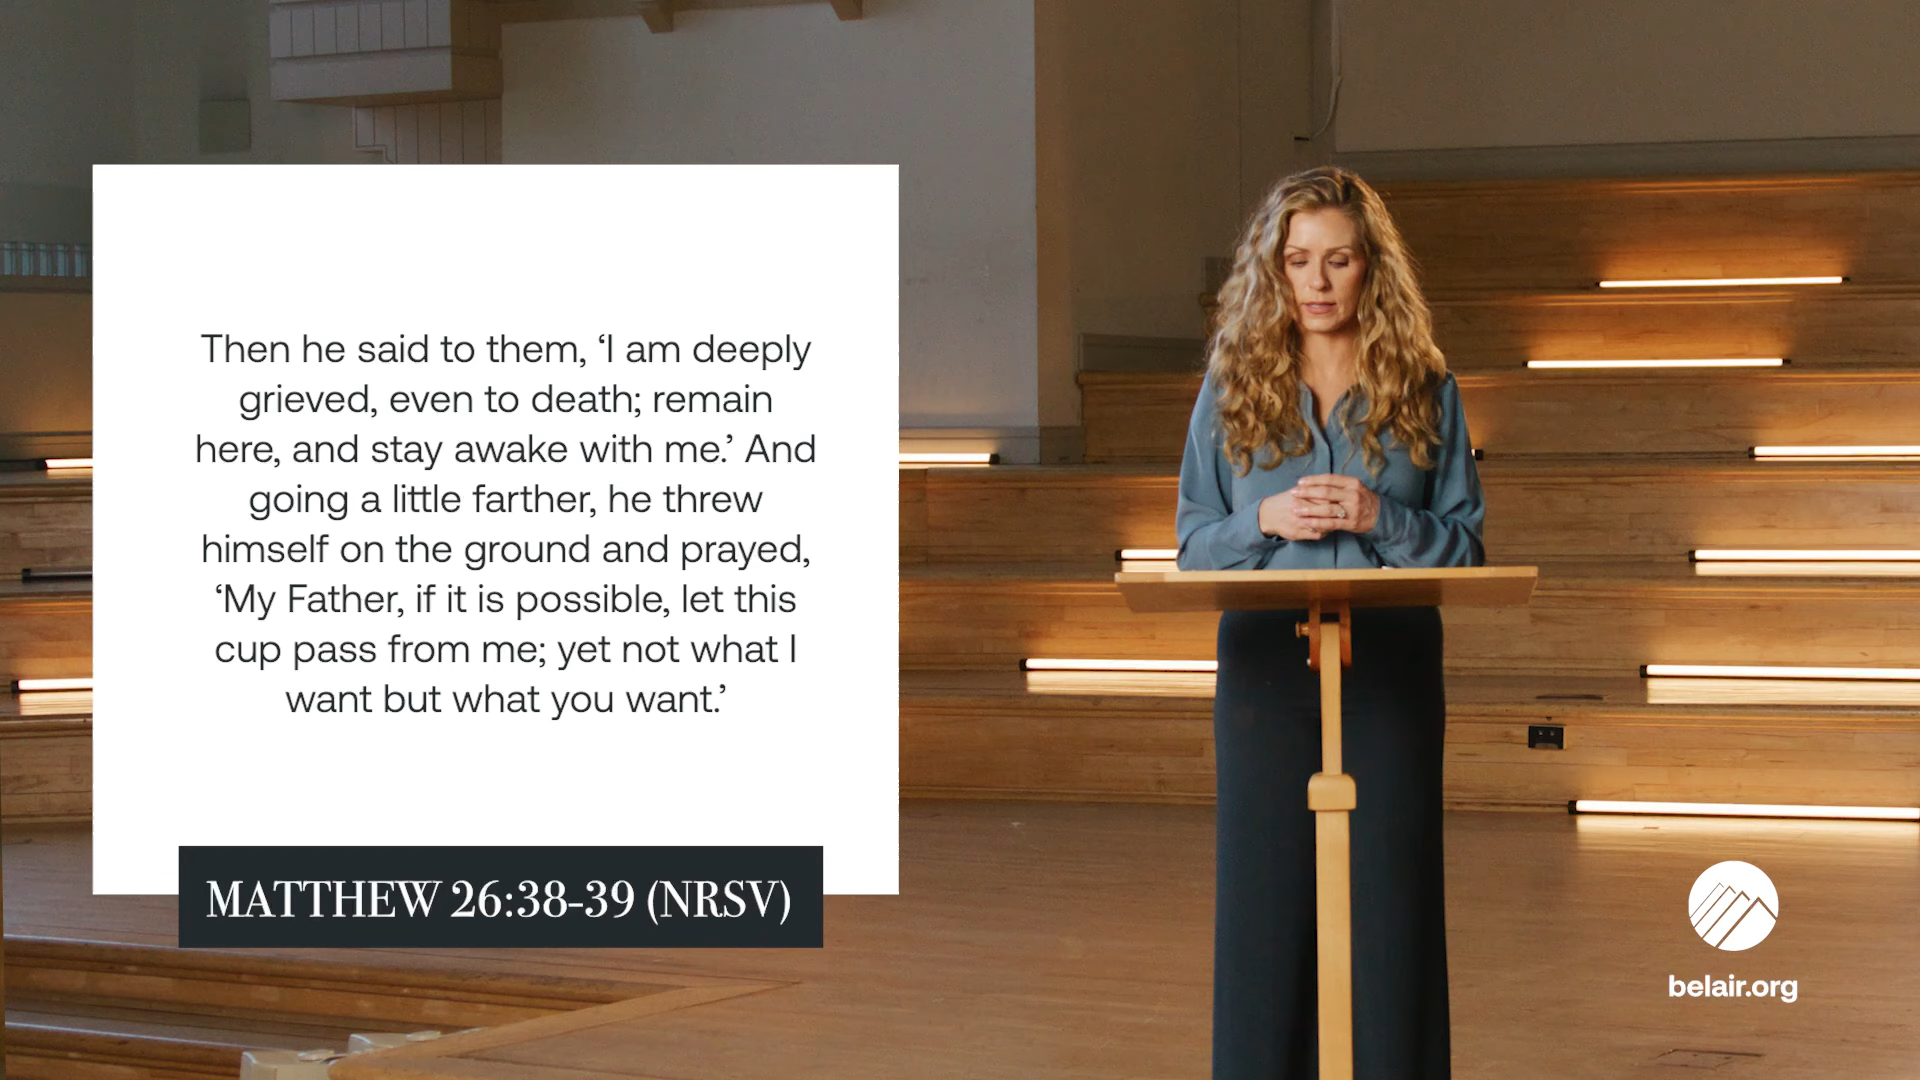 Then he said to them, ‘I am deeply
grieved, even to death; remain
here, and stay awake with me.’ And
going a little farther, he threw
himself on the ground and prayed,
‘My Father, if it is possible, let this
cup pass from me; yet not what I
want but what you want.’
MATTHEW 26:38-39 (NRSV)
belair.org